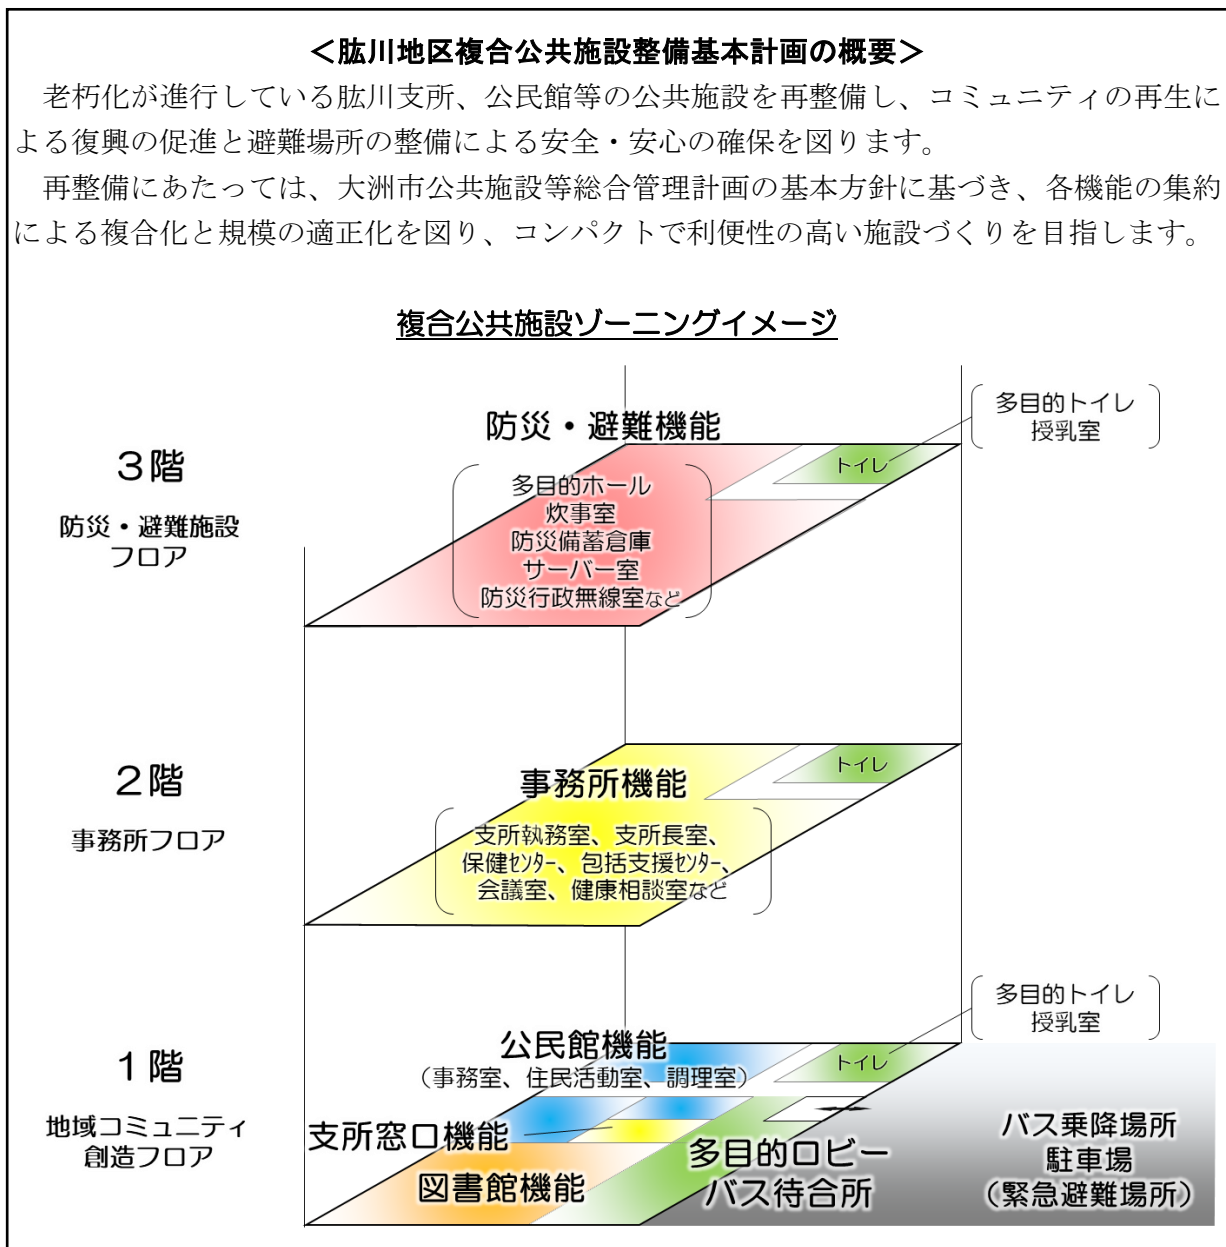 ＜肱川地区複合公共施設整備基本計画の概要＞
　老朽化が進行している肱川支所、公民館等の公共施設を再整備し、コミュニティの再生に
よる復興の促進と避難場所の整備による安全・安心の確保を図ります。
　再整備にあたっては、大洲市公共施設等総合管理計画の基本方針に基づき、各機能の集約
による複合化と規模の適正化を図り、コンパクトで利便性の高い施設づくりを目指します。
複合公共施設ゾーニングイメージ
３階
防災・避難施設
フロア
防災・避難機能
多目的ホール
炊事室
防災備蓄倉庫
サーバー室
防災行政無線室など
トイレ
多目的トイレ
授乳室
２階
事務所フロア
事務所機能
支所執務室、支所長室、
保健ｾﾝﾀｰ、包括支援ｾﾝﾀｰ、
会議室、健康相談室など
トイレ
１階
地域コミュニティ
創造フロア
公民館機能
（事務室、住民活動室、調理室）
支所窓口機能
図書館機能
トイレ
多目的トイレ
授乳室
多目的ロビー
バス待合所
バス乗降場所
駐車場
（緊急避難場所）